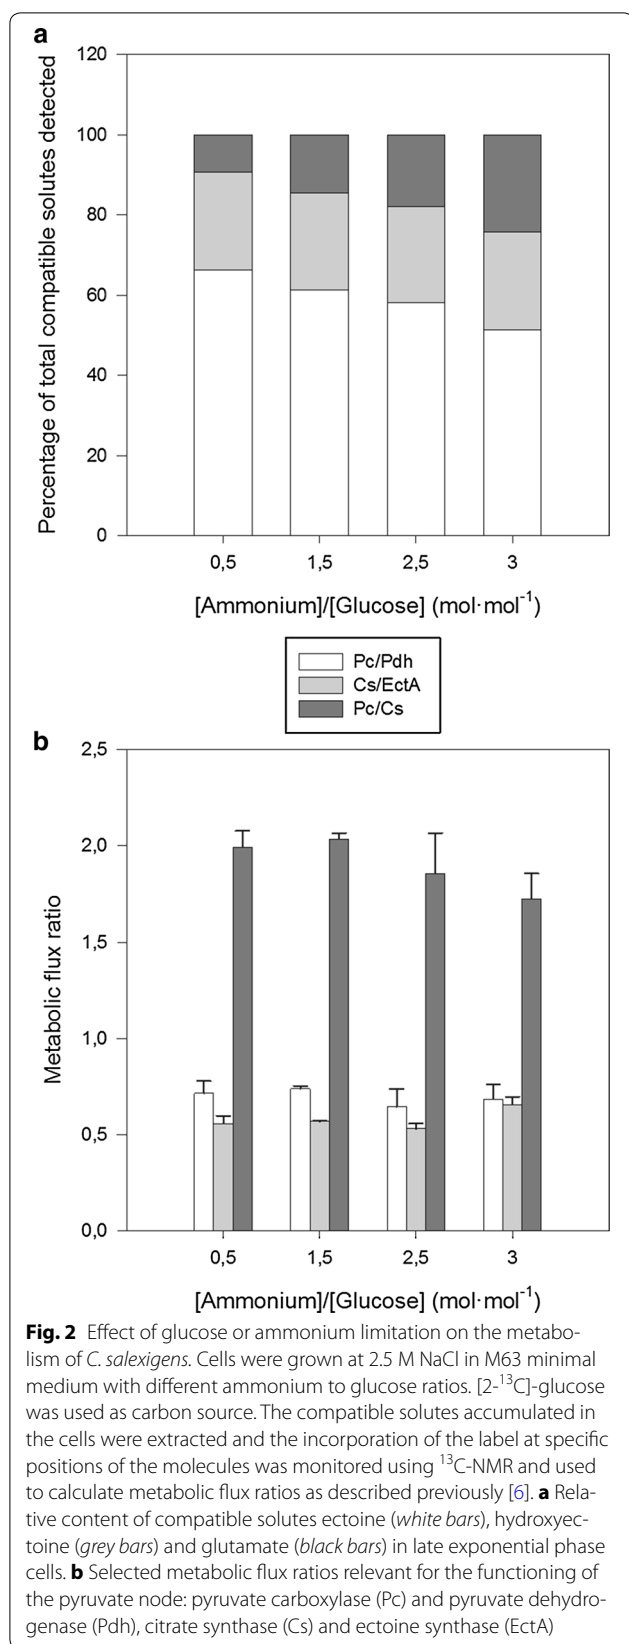 a
120
100
80
60
40
20
0
Percentage of total compatible solutes detected
0,5 1,5 2,5 3
[Ammonium]/[Glucose] (mol·mol⁻¹)
Pc/Pdh
Cs/EctA
Pc/Cs
b
2,5
2,0
1,5
1,0
0,5
0,0
Metabolic flux ratio
0,5 1,5 2,5 3
[Ammonium]/[Glucose] (mol·mol⁻¹)
Fig. 2 Effect of glucose or ammonium limitation on the metabo-
lism of C. salexigens. Cells were grown at 2.5 M NaCl in M63 minimal
medium with different ammonium to glucose ratios. [2-¹³C]-glucose
was used as carbon source. The compatible solutes accumulated in
the cells were extracted and the incorporation of the label at specific
positions of the molecules was monitored using ¹³C-NMR and used
to calculate metabolic flux ratios as described previously [6]. a Rela-
tive content of compatible solutes ectoine (white bars), hydroxyec-
toine (grey bars) and glutamate (black bars) in late exponential phase
cells. b Selected metabolic flux ratios relevant for the functioning of
the pyruvate node: pyruvate carboxylase (Pc) and pyruvate dehydro-
genase (Pdh), citrate synthase (Cs) and ectoine synthase (EctA)